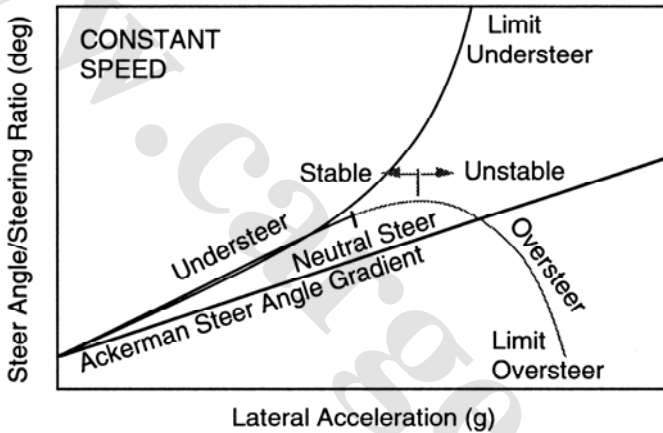 CONSTANT
SPEED
Limit
Understeer
Stable
Unstable
Understeer
Neutral Steer
Ackerman Steer Angle Gradient
Oversteer
Limit
Oversteer
Steer Angle/Steering Ratio (deg)
Lateral Acceleration (g)
w.cargo